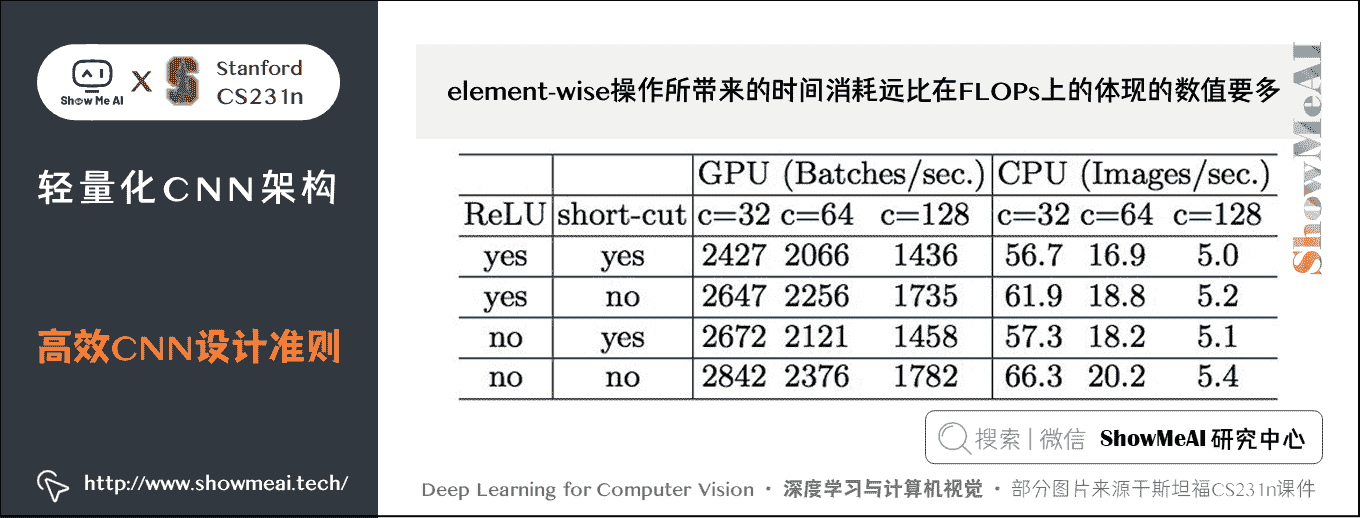 Show Me AI
X
Stanford
CS231n
轻量化CNN架构
高效CNN设计准则
http://www.showmeai.tech/
element-wise操作所带来的时间消耗远比在FLOPs上的体现的数值要多
GPU (Batches/sec.) CPU (Images/sec.)
ReLU short-cut c=32 c=64 c=128 c=32 c=64 c=128
yes yes 2427 2066 1436 56.7 16.9 5.0
yes no 2647 2256 1735 61.9 18.8 5.2
no yes 2672 2121 1458 57.3 18.2 5.1
no no 2842 2376 1782 66.3 20.2 5.4
ShowMeAI
搜索 | 微信 ShowMeAI 研究中心
Deep Learning for Computer Vision · 深度学习与计算机视觉 · 部分图片来源于斯坦福CS231n课件